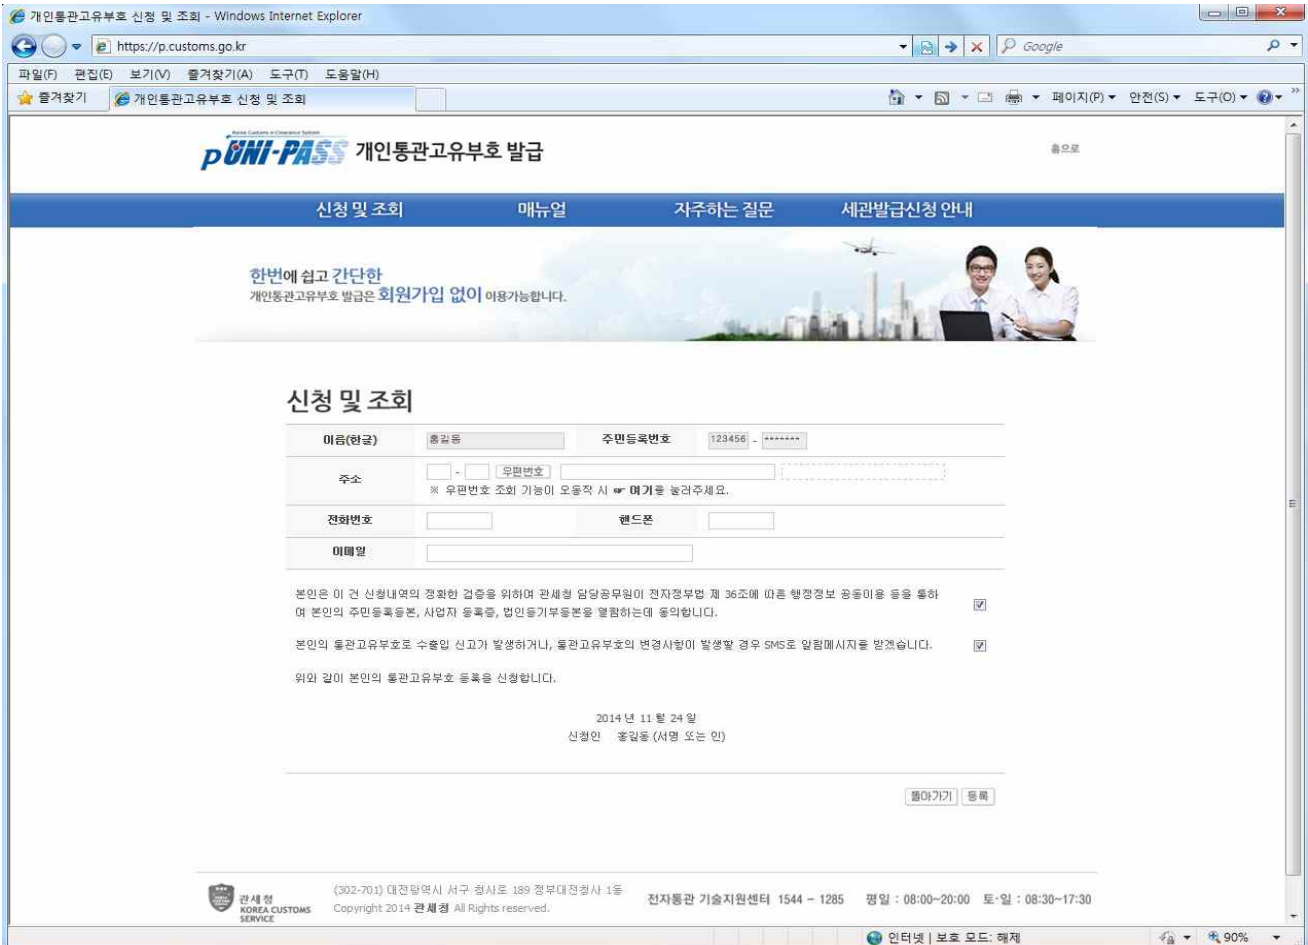 개인통관고유부호 신청 및 조회 - Windows Internet Explorer
https://p.customs.go.kr
Google
파일(F) 편집(E) 보기(V) 즐겨찾기(A) 도구(T) 도움말(H)
즐겨찾기 개인통관고유부호 신청 및 조회 페이지(P) 안전(S) 도구(O)
Korea Customs e-Clearance System
pUNI-PASS 개인통관고유부호 발급
홈으로
신청 및 조회 매뉴얼 자주하는 질문 세관발급신청 안내
한번에 쉽고 간단한
개인통관고유부호 발급은 회원가입 없이 이용가능합니다.
신청 및 조회
이름(한글) 홍길동 주민등록번호 123456 - *******
주소 - 우편번호
※ 우편번호 조회 기능이 오동작 시 ☞ 여기를 눌러주세요.
전화번호 핸드폰
이메일
본인은 이 건 신청내역의 정확한 검증을 위하여 관세청 담당공무원이 전자정부법 제 36조에 따른 행정정보 공동이용 등을 통하
여 본인의 주민등록등본, 사업자 등록증, 법인등기부등본을 열람하는데 동의합니다.
본인의 통관고유부호로 수출입 신고가 발생하거나, 통관고유부호의 변경사항이 발생할 경우 SMS로 알람메시지를 받겠습니다.
위와 같이 본인의 통관고유부호 등록을 신청합니다.
2014 년 11 월 24 일
신청인 홍길동 (서명 또는 인)
돌아가기 등록
관세청
KOREA CUSTOMS
SERVICE
(302-701) 대전광역시 서구 청사로 189 정부대전청사 1동
Copyright 2014 관세청 All Rights reserved.
전자통관 기술지원센터 1544 - 1285 평일 : 08:00~20:00 토·일 : 08:30~17:30
인터넷 | 보호 모드: 해제 90%